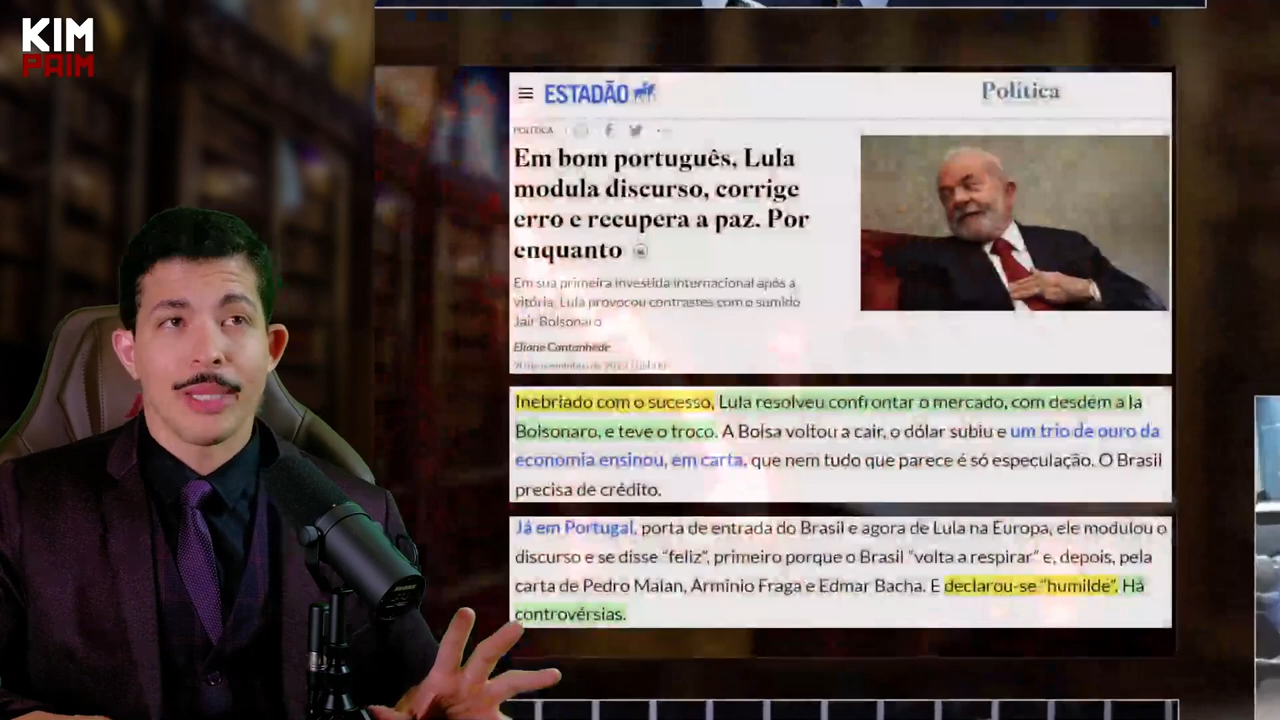 KIM
PAIM
ESTADÃO
Política
POLÍTICA
Em bom português, Lula
modula discurso, corrige
erro e recupera a paz. Por
enquanto
Em sua primeira investida internacional após a
vitória, Lula provocou contrastes com o sumido
Jair Bolsonaro
Eliane Cantanhêde
Inebriado com o sucesso, Lula resolveu confrontar o mercado, com desdém a la
Bolsonaro, e teve o troco. A Bolsa voltou a cair, o dólar subiu e um trio de ouro da
economia ensinou, em carta, que nem tudo que parece é só especulação. O Brasil
precisa de crédito.
Já em Portugal, porta de entrada do Brasil e agora de Lula na Europa, ele modulou o
discurso e se disse "feliz", primeiro porque o Brasil "volta a respirar" e, depois, pela
carta de Pedro Malan, Armínio Fraga e Edmar Bacha. E declarou-se "humilde". Há
controvérsias.